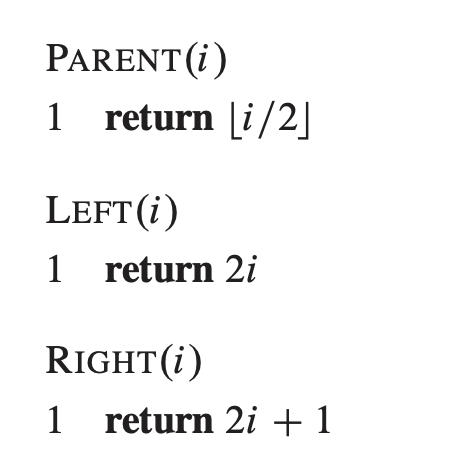 PARENT(i)
1 return ⌊i/2⌋
LEFT(i)
1 return 2i
RIGHT(i)
1 return 2i + 1